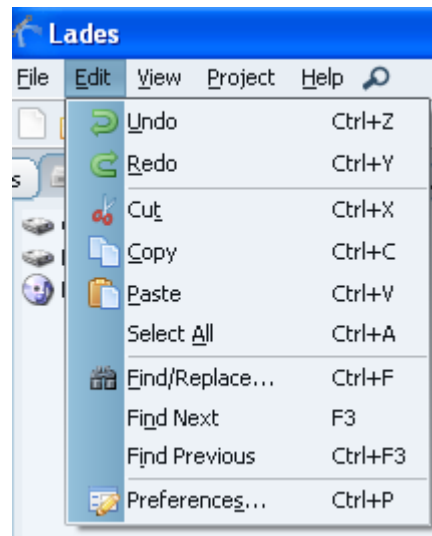 Lades
File Edit View Project Help
Undo Ctrl+Z
Redo Ctrl+Y
s
Cut Ctrl+X
Copy Ctrl+C
Paste Ctrl+V
Select All Ctrl+A
Find/Replace... Ctrl+F
Find Next F3
Find Previous Ctrl+F3
Preferences... Ctrl+P